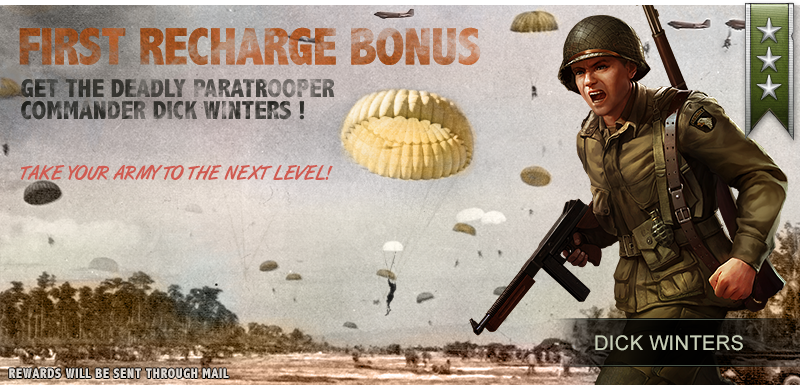 FIRST RECHARGE BONUS
GET THE DEADLY PARATROOPER
COMMANDER DICK WINTERS !
TAKE YOUR ARMY TO THE NEXT LEVEL!
DICK WINTERS
REWARDS WILL BE SENT THROUGH MAIL